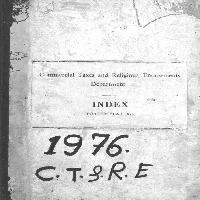 Commercial Taxes and Religious Endowments
Department
INDEX
1976.
C.T & R.E